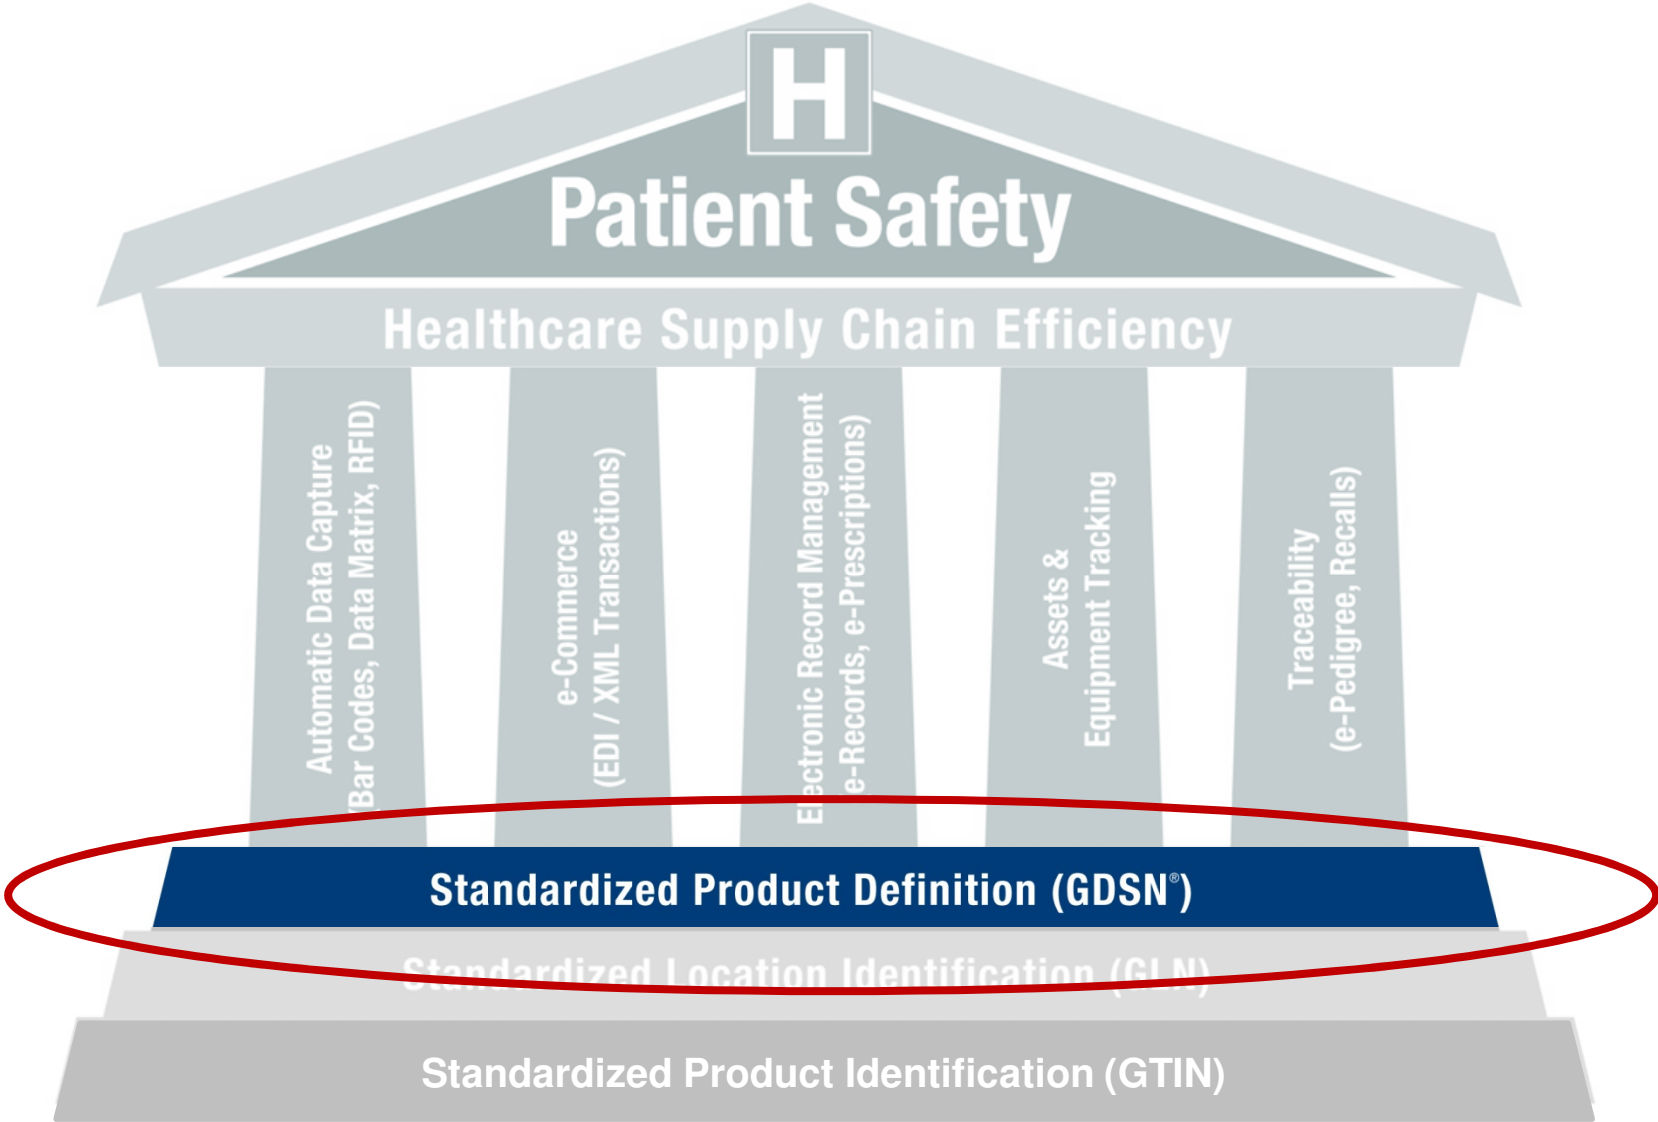 H
Patient Safety
Healthcare Supply Chain Efficiency
Automatic Data Capture
(Bar Codes, Data Matrix, RFID)
e-Commerce
(EDI / XML Transactions)
Electronic Record Management
e-Records, e-Prescriptions)
Assets &
Equipment Tracking
Traceability
(e-Pedigree, Recalls)
Standardized Product Definition (GDSN®)
Standardized Location Identification (GLN)
Standardized Product Identification (GTIN)